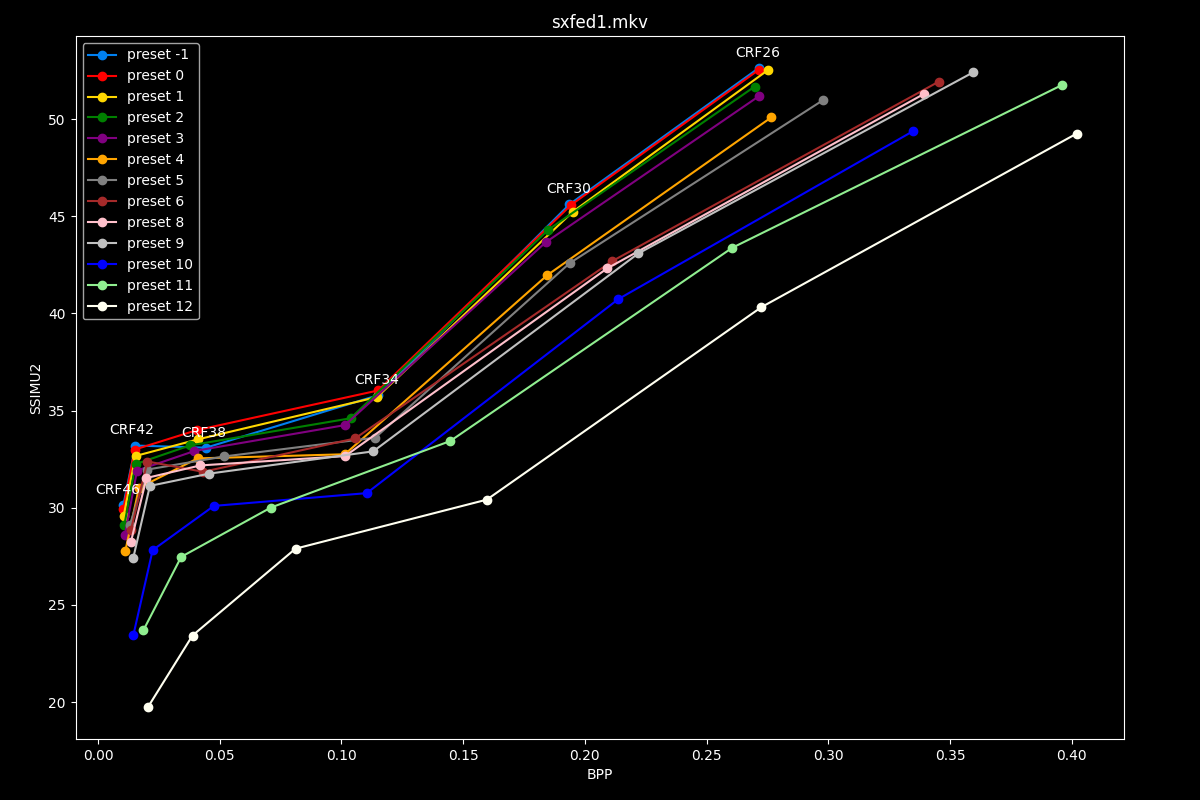 sxfed1.mkv
preset -1
preset 0
preset 1
preset 2
preset 3
preset 4
preset 5
preset 6
preset 8
preset 9
preset 10
preset 11
preset 12
CRF26
CRF30
CRF34
CRF42
CRF38
CRF46
SSIMU2
50
45
40
35
30
25
20
0.00
0.05
0.10
0.15
0.20
0.25
0.30
0.35
0.40
BPP